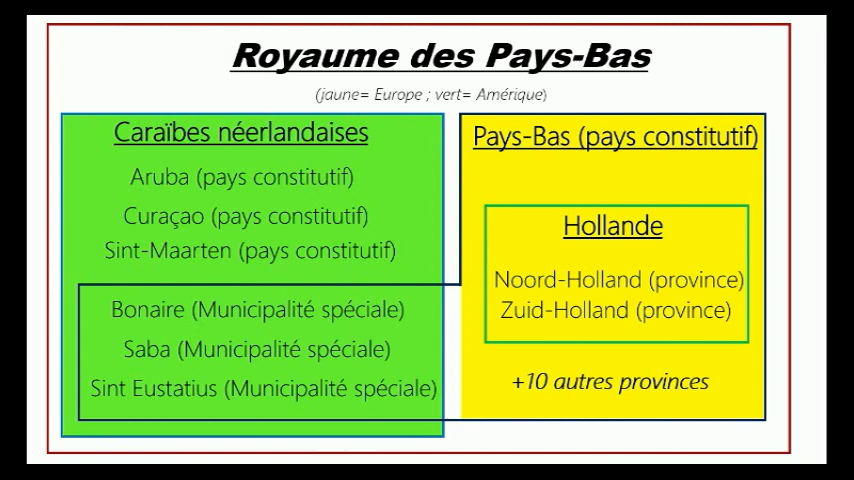 Royaume des Pays-Bas
(jaune= Europe ; vert= Amérique)
Caraïbes néerlandaises
Aruba (pays constitutif)
Curaçao (pays constitutif)
Sint-Maarten (pays constitutif)
Bonaire (Municipalité spéciale)
Saba (Municipalité spéciale)
Sint Eustatius (Municipalité spéciale)
Pays-Bas (pays constitutif)
Hollande
Noord-Holland (province)
Zuid-Holland (province)
+10 autres provinces